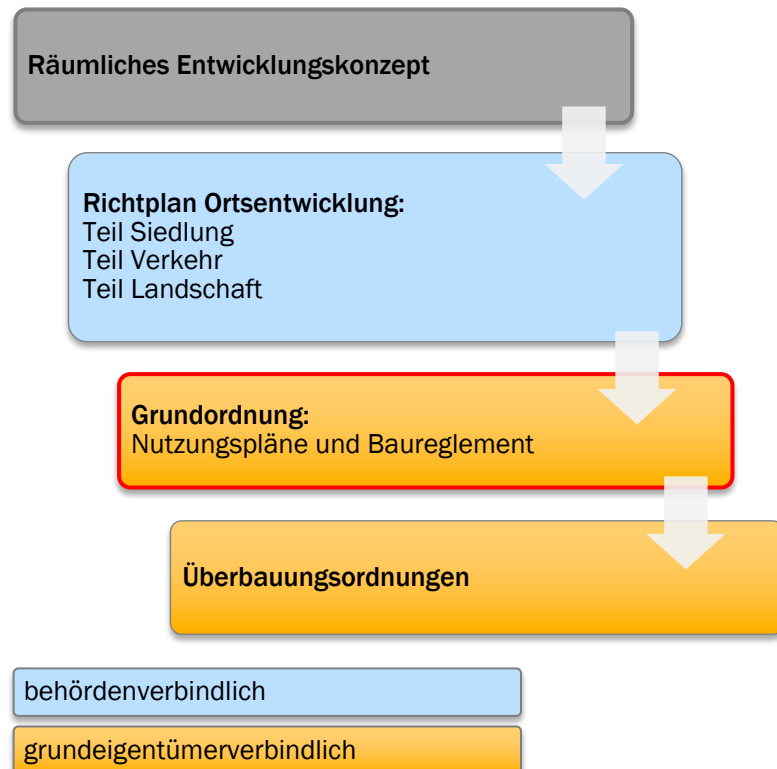 Räumliches Entwicklungskonzept
Richtplan Ortsentwicklung:
Teil Siedlung
Teil Verkehr
Teil Landschaft
Grundordnung:
Nutzungspläne und Baureglement
Überbauungsordnungen
behördenverbindlich
grundeigentümerverbindlich